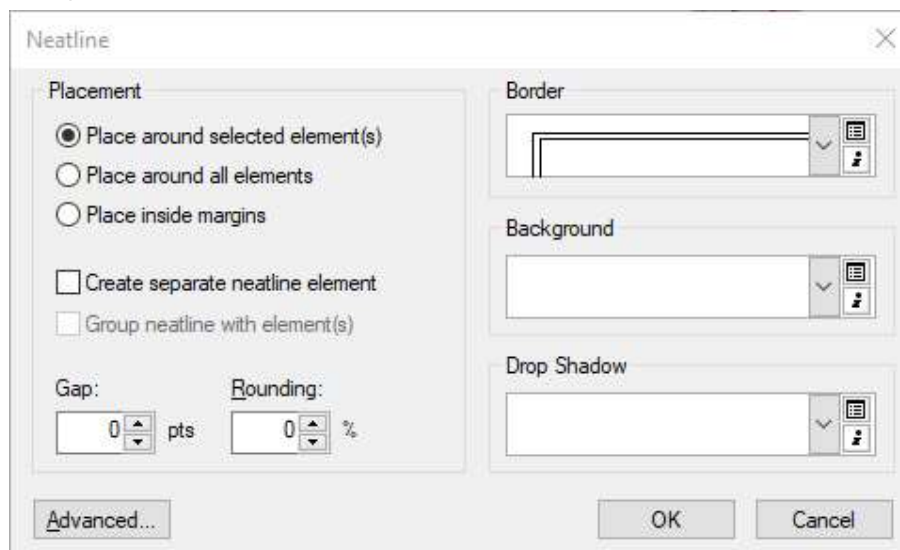 Neatline
Placement
Place around selected element(s)
Place around all elements
Place inside margins
Create separate neatline element
Group neatline with element(s)
Gap:
Rounding:
0 pts
0 %
Border
Background
Drop Shadow
Advanced...
OK
Cancel